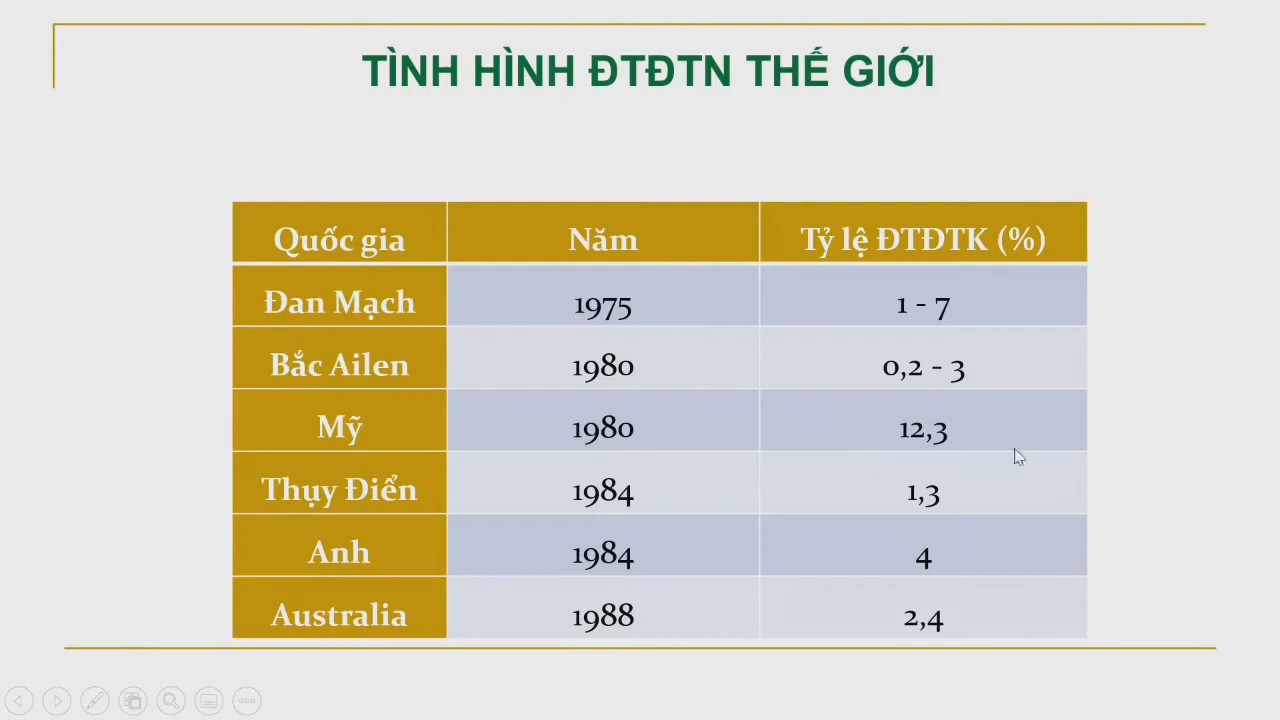 TÌNH HÌNH ĐTĐTN THẾ GIỚI
Quốc gia Năm Tỷ lệ ĐTĐTK (%)
Đan Mạch 1975 1 - 7
Bắc Ailen 1980 0,2 - 3
Mỹ 1980 12,3
Thụy Điển 1984 1,3
Anh 1984 4
Australia 1988 2,4